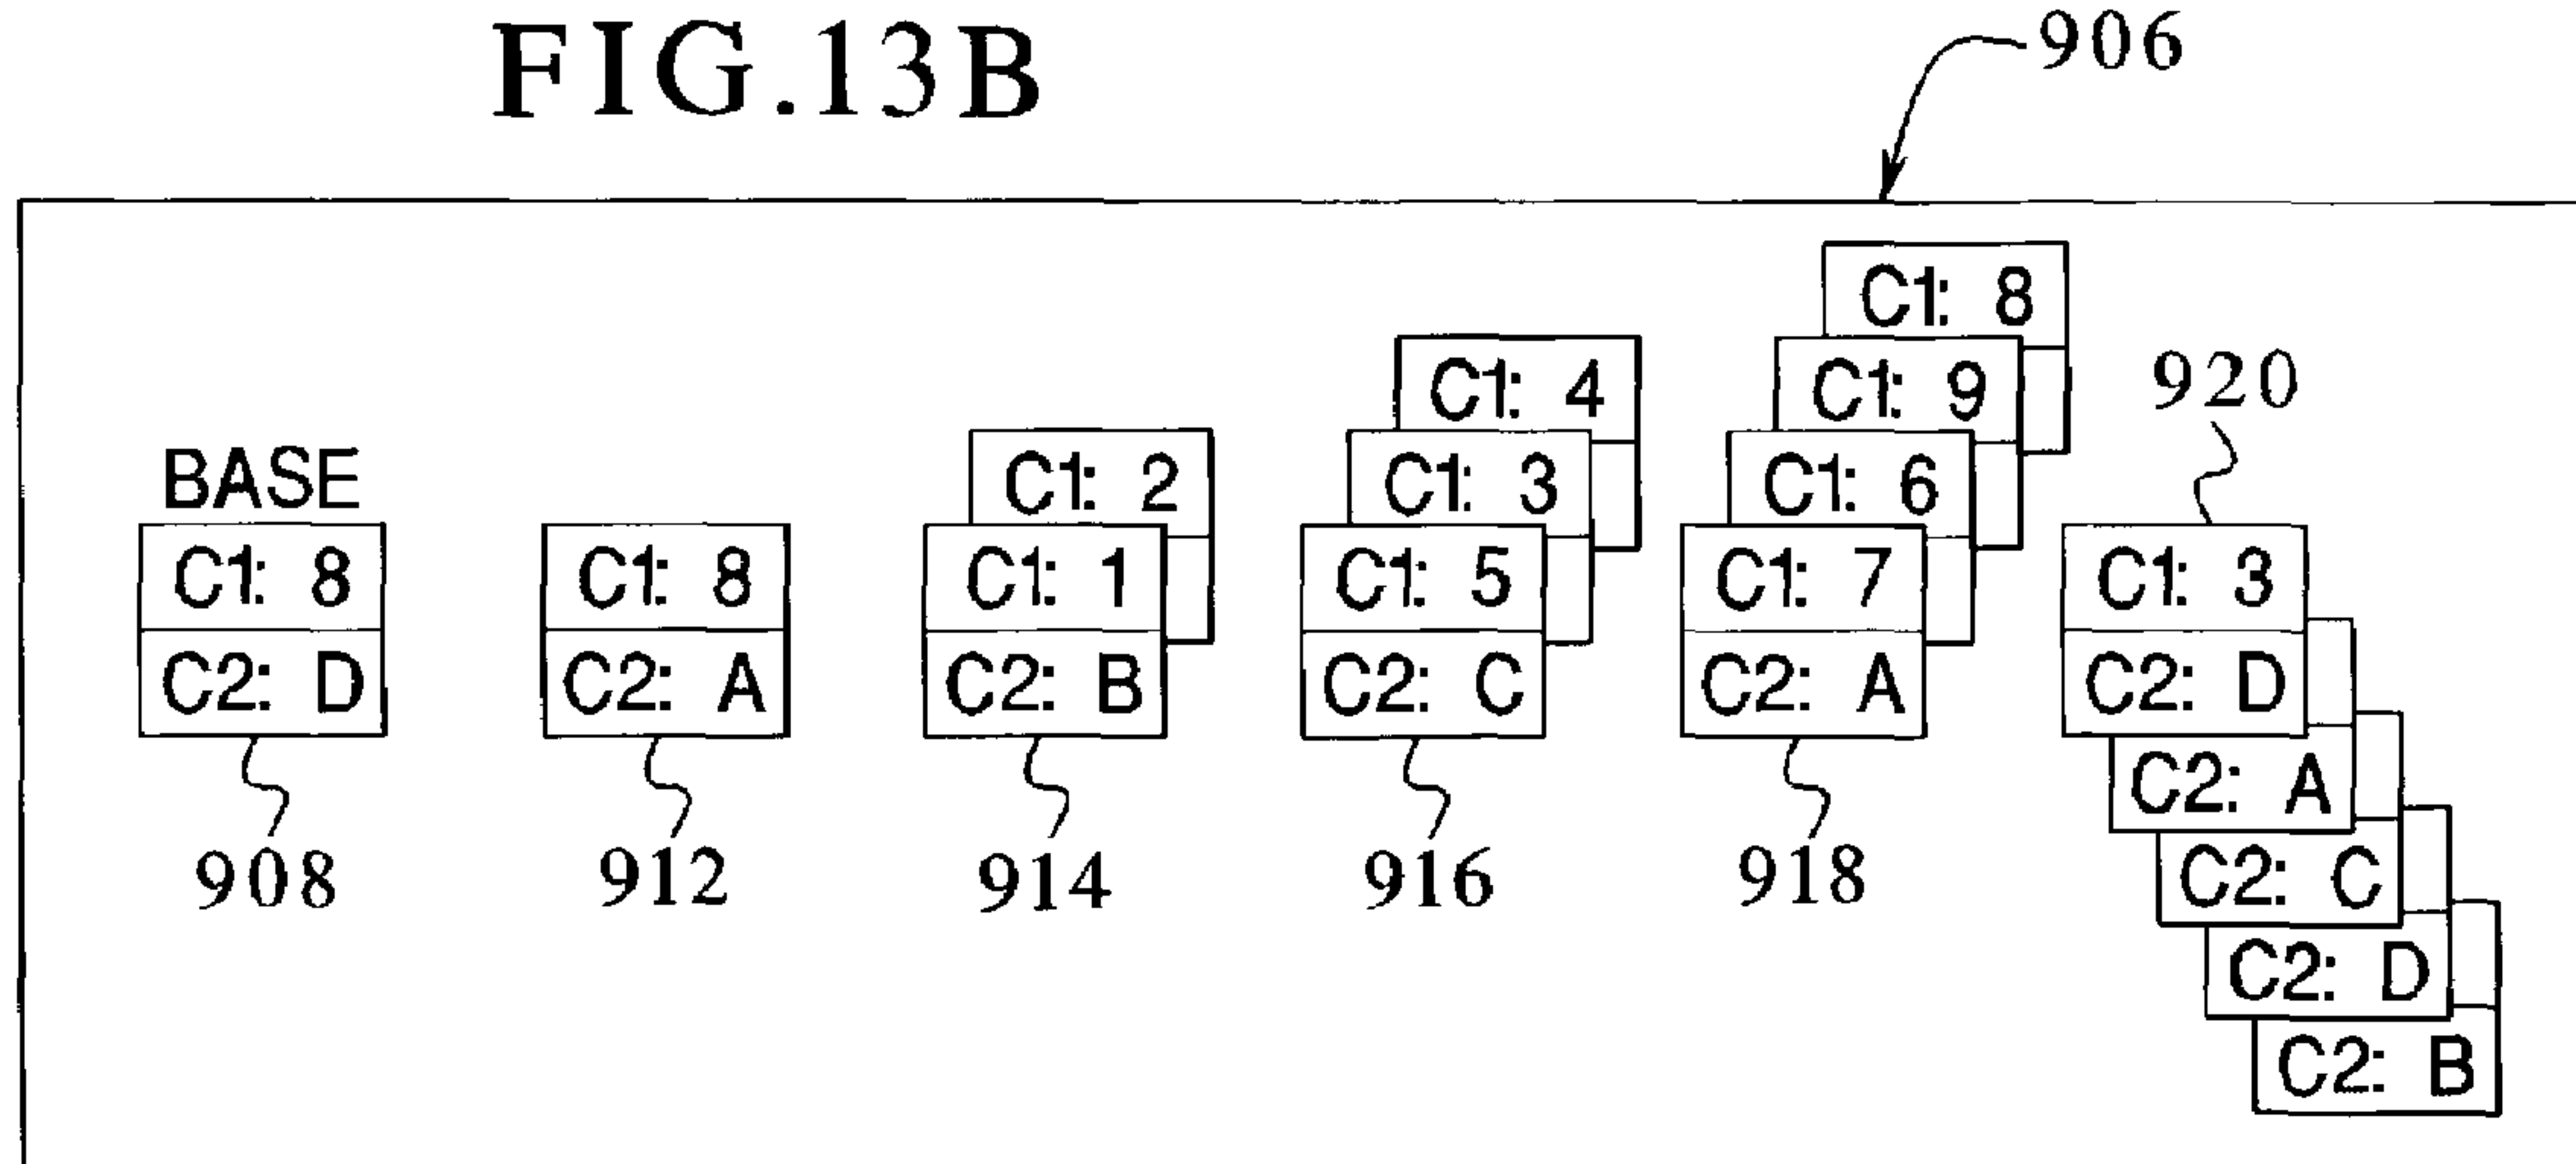 FIG.13B
906
BASE
C1: 8
C2: D
908
C1: 8
C2: A
912
C1: 2
C1: 1
C2: B
914
C1: 4
C1: 3
C1: 5
C2: C
916
C1: 8
C1: 9
C1: 6
C1: 7
C2: A
918
920
C1: 3
C2: D
C2: A
C2: C
C2: D
C2: B